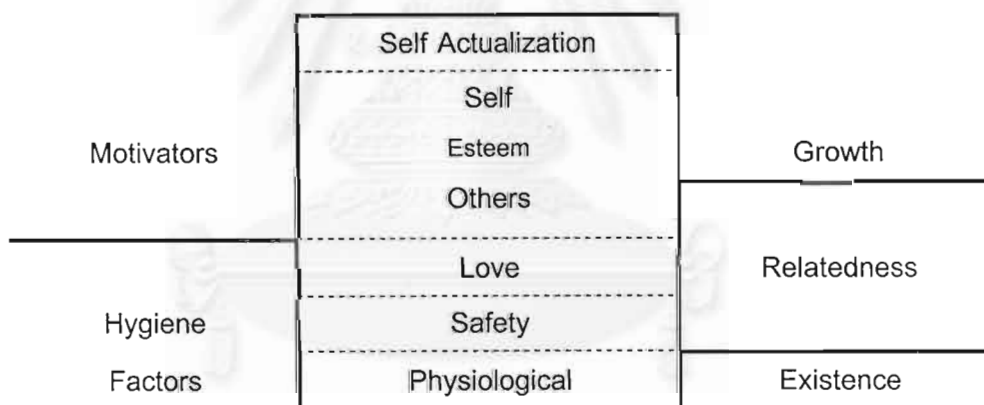 Self Actualization
Self
Motivators Esteem Growth
Others
Love Relatedness
Hygiene Safety
Factors Physiological Existence